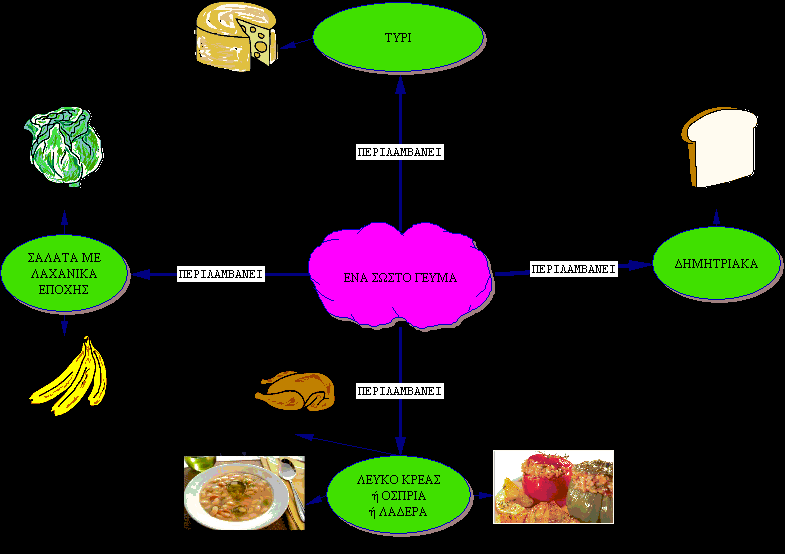 ΤΥΡΙ
ΠΕΡΙΛΑΜΒΑΝΕΙ
ΣΑΛΑΤΑ ΜΕ
ΛΑΧΑΝΙΚΑ
ΕΠΟΧΗΣ
ΠΕΡΙΛΑΜΒΑΝΕΙ
ΕΝΑ ΣΩΣΤΟ ΓΕΥΜΑ
ΠΕΡΙΛΑΜΒΑΝΕΙ
ΔΗΜΗΤΡΙΑΚΑ
ΠΕΡΙΛΑΜΒΑΝΕΙ
ΛΕΥΚΟ ΚΡΕΑΣ
ή ΟΣΠΡΙΑ
ή ΛΑΔΕΡΑ